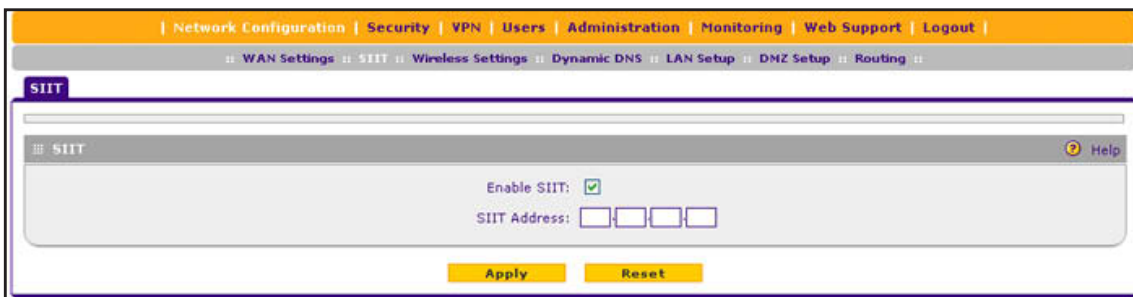 | Network Configuration | Security | VPN | Users | Administration | Monitoring | Web Support | Logout |
:: WAN Settings :: SIIT :: Wireless Settings :: Dynamic DNS :: LAN Setup :: DMZ Setup :: Routing ::
SIIT
SIIT
Help
Enable SIIT:
SIIT Address: . . .
Apply Reset